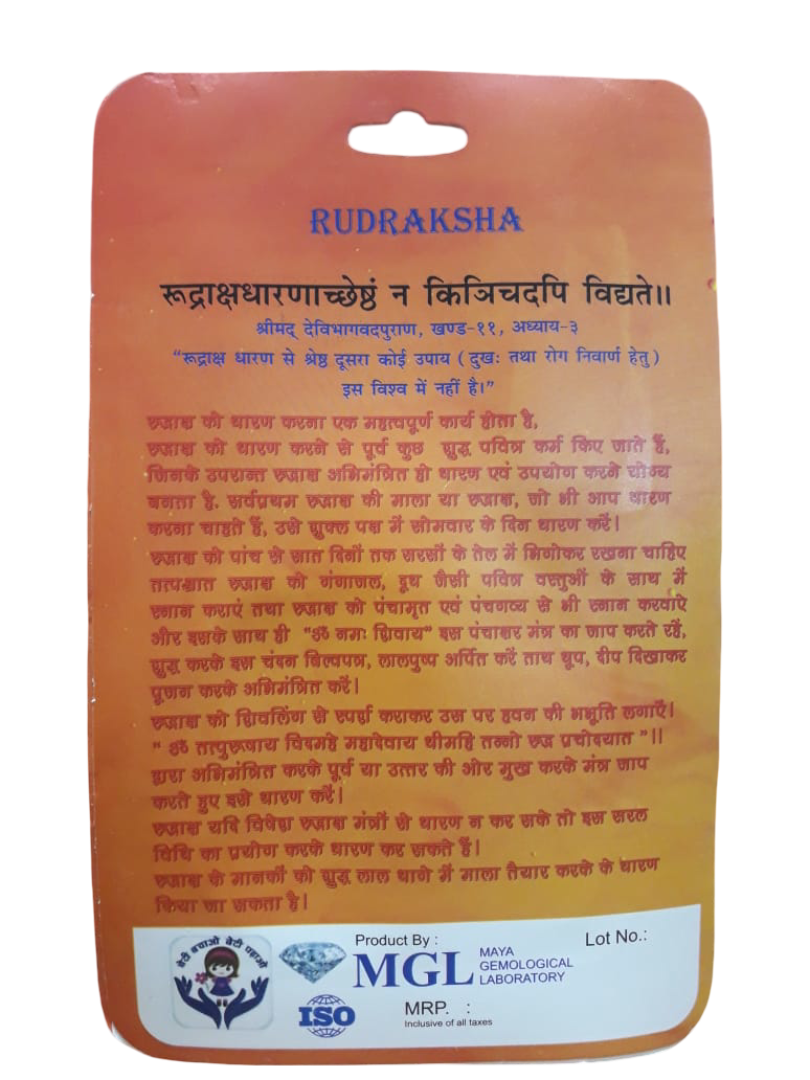 RUDRAKSHA
रूद्राक्षधारणाच्छेष्ठं न किञिचदपि विद्यते॥
श्रीमद् देविभागवदपुराण, खण्ड-११, अध्याय-३
“रूद्राक्ष धारण से श्रेष्ठ दूसरा कोई उपाय ( दुखः तथा रोग निवार्ण हेतु )
इस विश्व में नहीं है।”
रुद्राक्ष को धारण करना एक महत्वपूर्ण कार्य होता है,
रुद्राक्ष को धारण करने से पूर्व कुछ शुद्ध पवित्र कर्म किए जाते हैं,
जिनके उपरान्त रुद्राक्ष अभिमंत्रित हो धारण एवं उपयोग करने योग्य
बनता है. सर्वप्रथम रुद्राक्ष की माला या रुद्राक्ष, जो भी आप धारण
करना चाहते हैं, उसे शुक्ल पक्ष में सोमवार के दिन धारण करें।
रुद्राक्ष को पांच से सात दिनों तक सरसों के तेल में भिगोकर रखना चाहिए
तत्पश्चात रुद्राक्ष को गंगाजल, दूध जैसी पवित्र वस्तुओं के साथ में
स्नान कराएं तथा रुद्राक्ष को पंचामृत एवं पंचगव्य से भी स्नान करवाऐ
और इसके साथ ही "ॐ नमः शिवाय" इस पंचाक्षर मंत्र का जाप करते रहें,
शुद्ध करके इस चंदन बिल्वपत्र, लालपुष्प अर्पित करें ताथ धूप, दीप दिखाकर
पूजन करके अभिमंत्रित करें।
रुद्राक्ष को शिवलिंग से स्पर्श कराकर उस पर हवन की भभूति लगाएँ।
" ॐ तत्पुरूजाय विदमहे महादेवाय धीमहि तन्नो रुद्र प्रचोदयात "।।
द्वारा अभिमंत्रित करके पूर्व या उत्तर की ओर मुख करके मंत्र जाप
करते हुए इसे धारण करें।
रुद्राक्ष यदि विशेष रुद्राक्ष मंत्रों से धारण न कर सके तो इस सरल
विधि का प्रयोग करके धारण कर सकते हैं।
रुद्राक्ष के मानकों को शुद्ध लाल धागे में माला तैयार करके के धारण
किया जा सकता है।
बेटी बचाओ बेटी पढ़ाओ
Product By :
MGL
MAYA
GEMOLOGICAL
LABORATORY
Lot No.:
ISO
MRP. :
Inclusive of all taxes